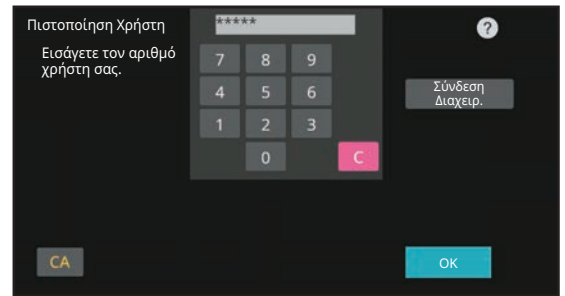 Πιστοποίηση Χρήστη
*****
?
Εισάγετε τον αριθμό
χρήστη σας.
7 8 9
4 5 6
1 2 3
0 C
Σύνδεση
Διαχειρ.
CA
OK